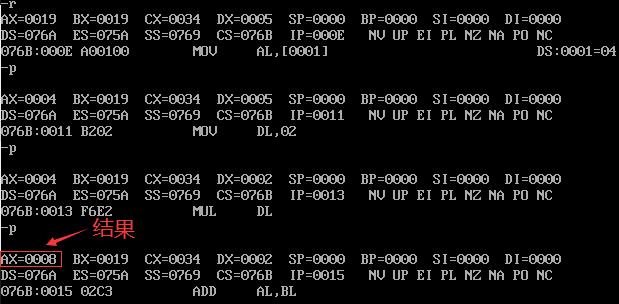 -r
AX=0019 BX=0019 CX=0034 DX=0005 SP=0000 BP=0000 SI=0000 DI=0000
DS=076A ES=075A SS=0769 CS=076B IP=000E NV UP EI PL NZ NA PO NC
076B:000E A00100 MOV AL,[0001] DS:0001=04
-p
AX=0004 BX=0019 CX=0034 DX=0005 SP=0000 BP=0000 SI=0000 DI=0000
DS=076A ES=075A SS=0769 CS=076B IP=0011 NV UP EI PL NZ NA PO NC
076B:0011 B202 MOV DL,02
-p
AX=0004 BX=0019 CX=0034 DX=0002 SP=0000 BP=0000 SI=0000 DI=0000
DS=076A ES=075A SS=0769 CS=076B IP=0013 NV UP EI PL NZ NA PO NC
076B:0013 F6E2 MUL DL
-p
结果
AX=0008 BX=0019 CX=0034 DX=0002 SP=0000 BP=0000 SI=0000 DI=0000
DS=076A ES=075A SS=0769 CS=076B IP=0015 NV UP EI PL NZ NA PO NC
076B:0015 02C3 ADD AL,BL